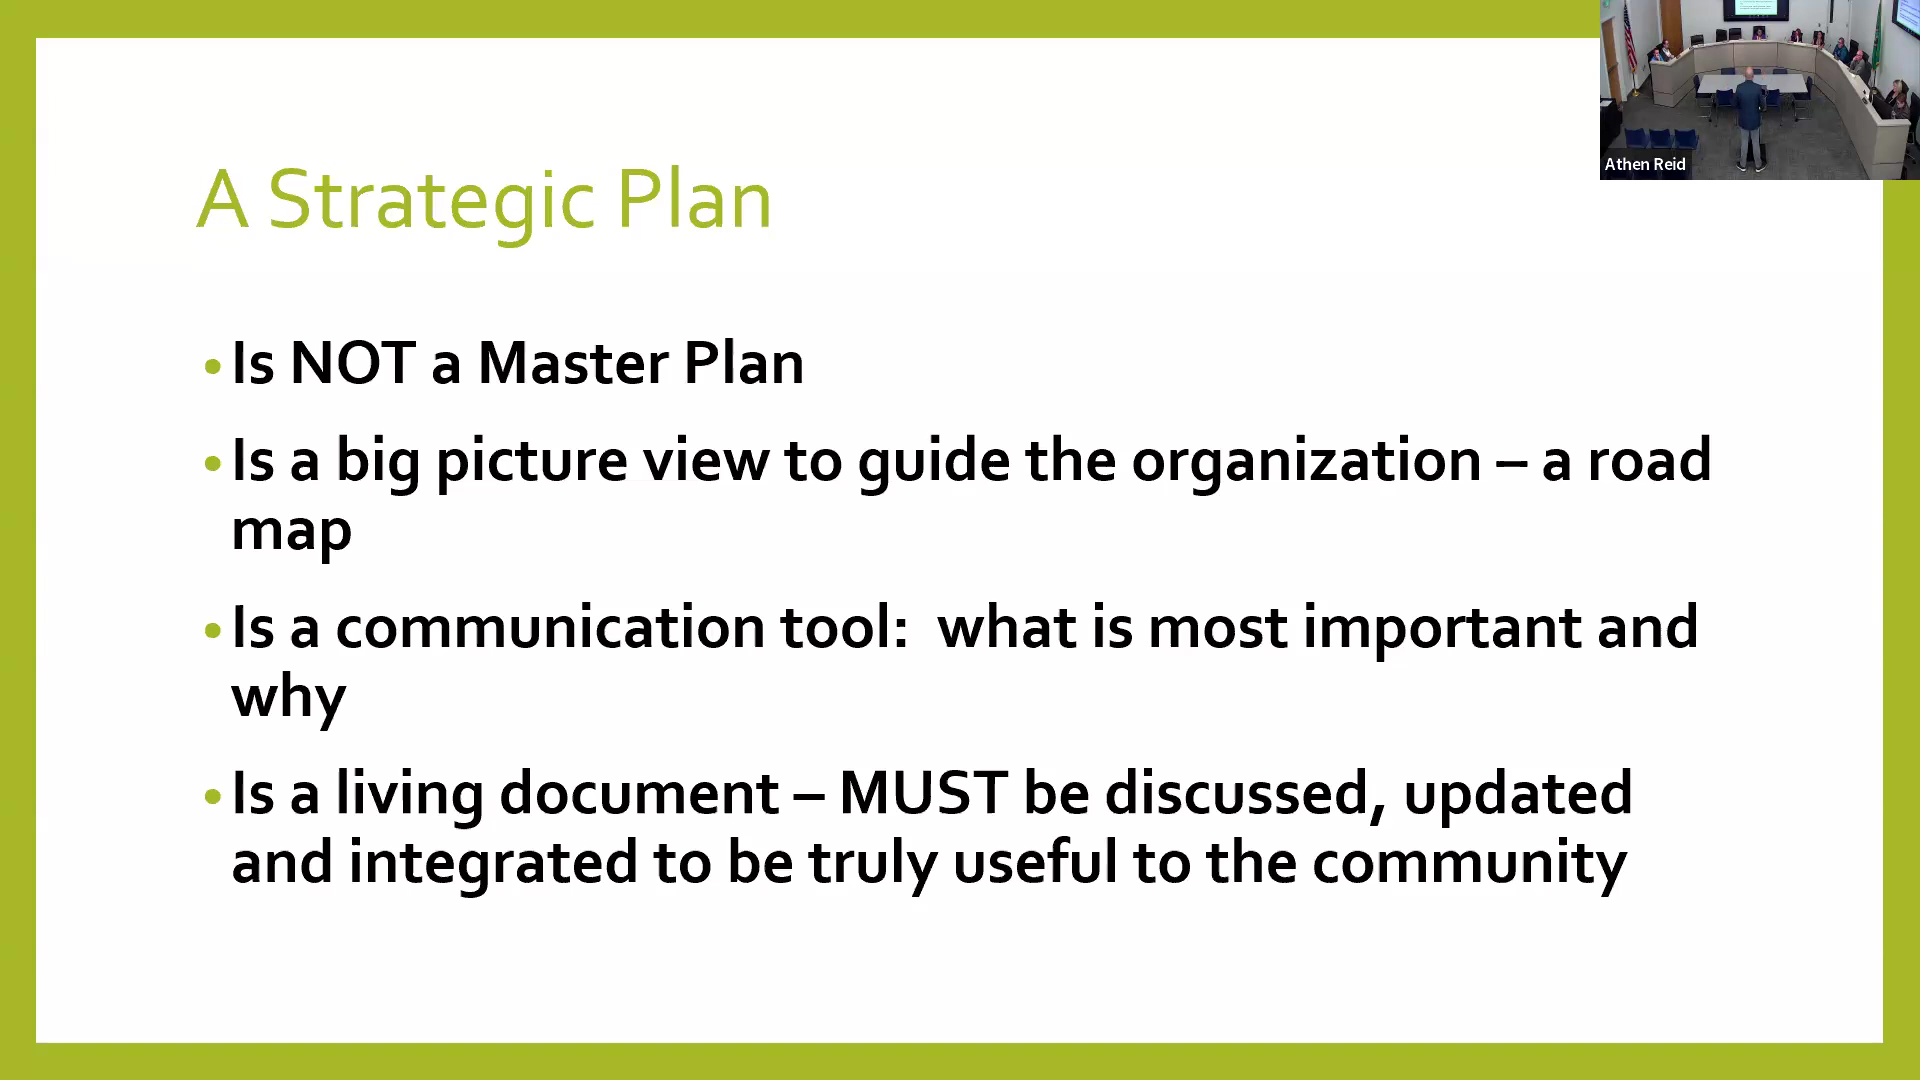 A Strategic Plan
• Is NOT a Master Plan
• Is a big picture view to guide the organization – a road
map
• Is a communication tool:  what is most important and
why
• Is a living document – MUST be discussed, updated
and integrated to be truly useful to the community
Athen Reid